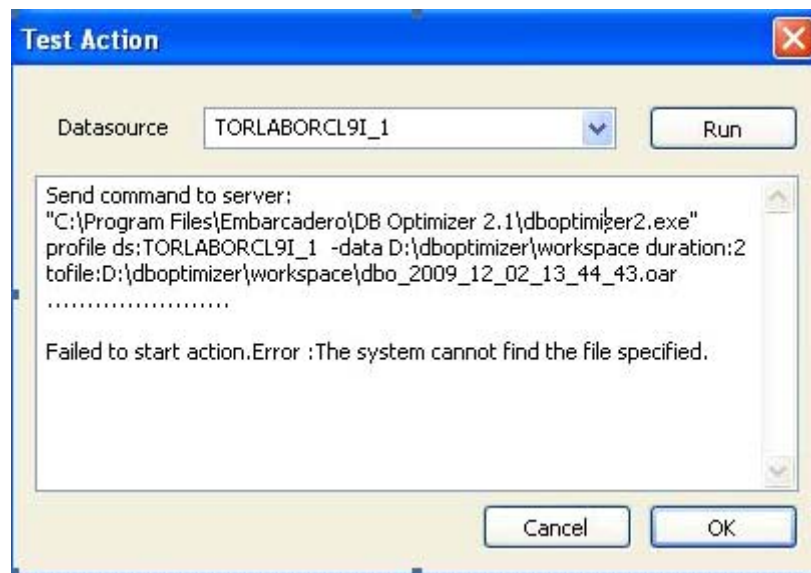 Test Action
Datasource TORLABORCL9I_1 Run
Send command to server:
"C:\Program Files\Embarcadero\DB Optimizer 2.1\dboptimizer2.exe"
profile ds:TORLABORCL9I_1 -data D:\dboptimizer\workspace duration:2
tofile:D:\dboptimizer\workspace\dbo_2009_12_02_13_44_43.oar
.......................
Failed to start action.Error :The system cannot find the file specified.
Cancel OK